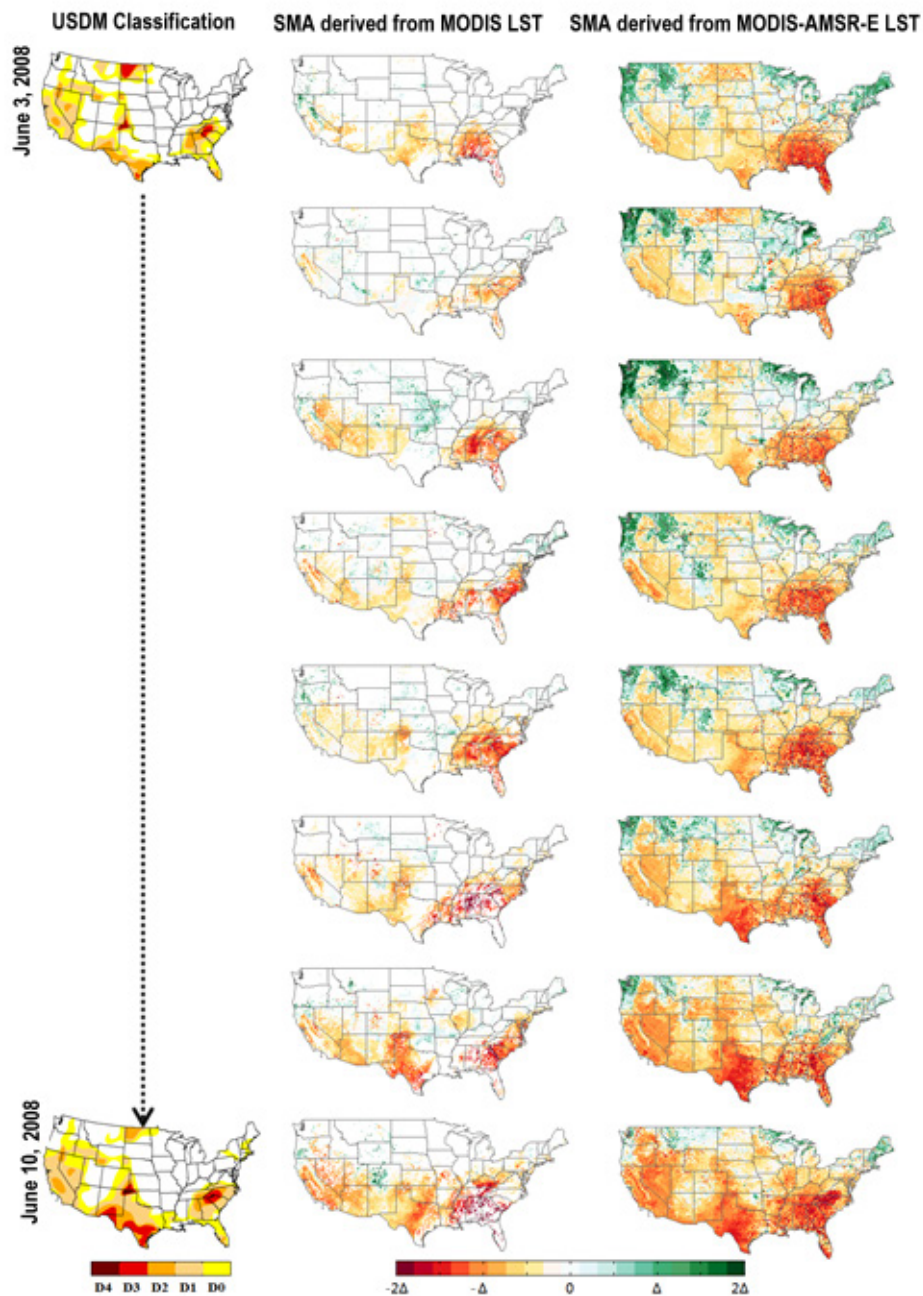 USDM Classification SMA derived from MODIS LST SMA derived from MODIS-AMSR-E LST
June 3, 2008
June 10, 2008
D4 D3 D2 D1 D0
-2Δ -Δ 0 Δ 2Δ